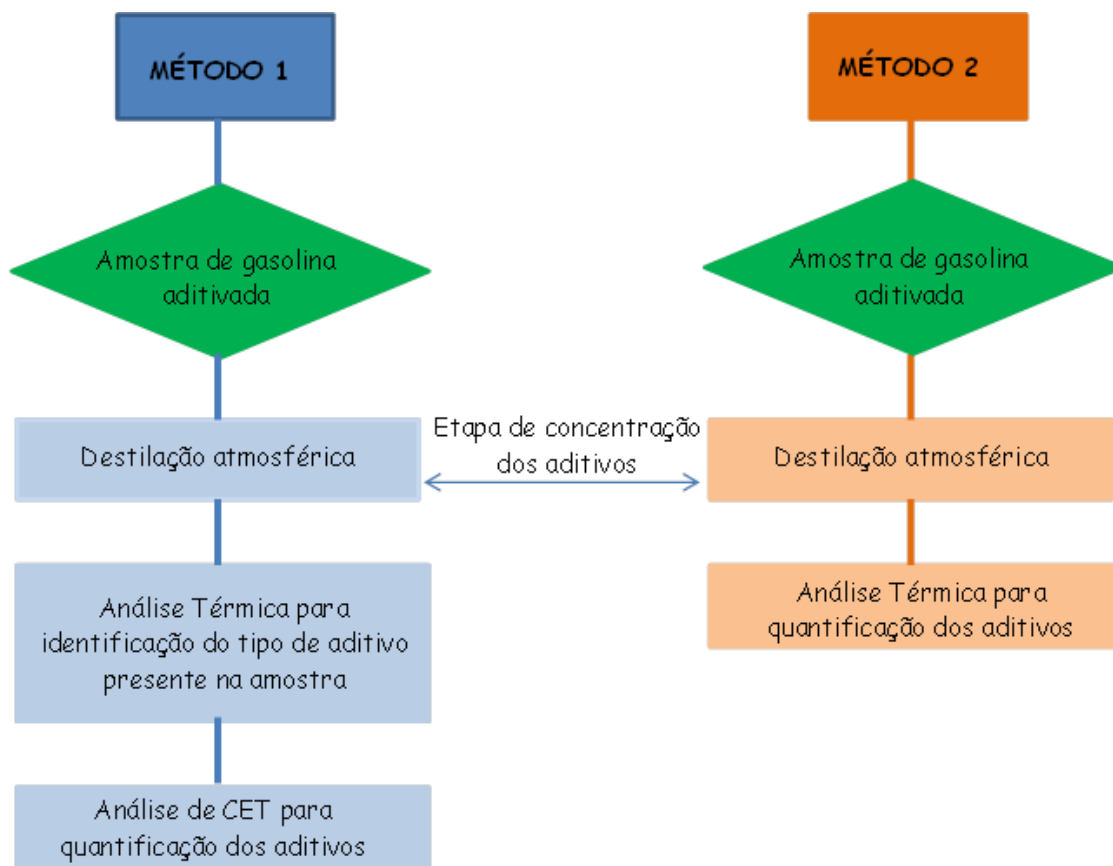 MÉTODO 1
Amostra de gasolina
aditivada
Destilação atmosférica
Análise Térmica para
identificação do tipo de aditivo
presente na amostra
Análise de CET para
quantificação dos aditivos
Etapa de concentração
dos aditivos
MÉTODO 2
Amostra de gasolina
aditivada
Destilação atmosférica
Análise Térmica para
quantificação dos aditivos